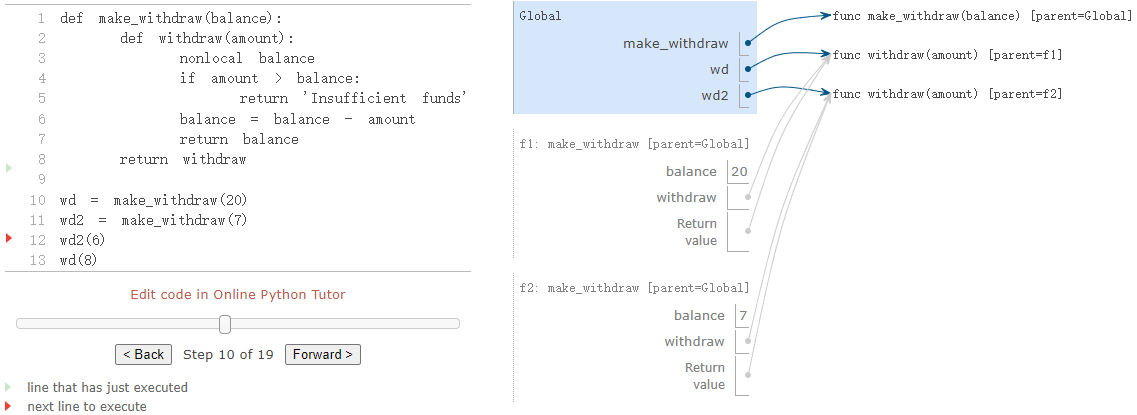 1 def make_withdraw(balance):
2     def withdraw(amount):
3         nonlocal balance
4         if amount > balance:
5             return 'Insufficient funds'
6         balance = balance - amount
7         return balance
8     return withdraw
9
10 wd = make_withdraw(20)
11 wd2 = make_withdraw(7)
12 wd2(6)
13 wd(8)
Edit code in Online Python Tutor
< Back Step 10 of 19 Forward >
line that has just executed
next line to execute
Global
make_withdraw
wd
wd2
func make_withdraw(balance) [parent=Global]
func withdraw(amount) [parent=f1]
func withdraw(amount) [parent=f2]
f1: make_withdraw [parent=Global]
balance 20
withdraw
Return
value
f2: make_withdraw [parent=Global]
balance 7
withdraw
Return
value